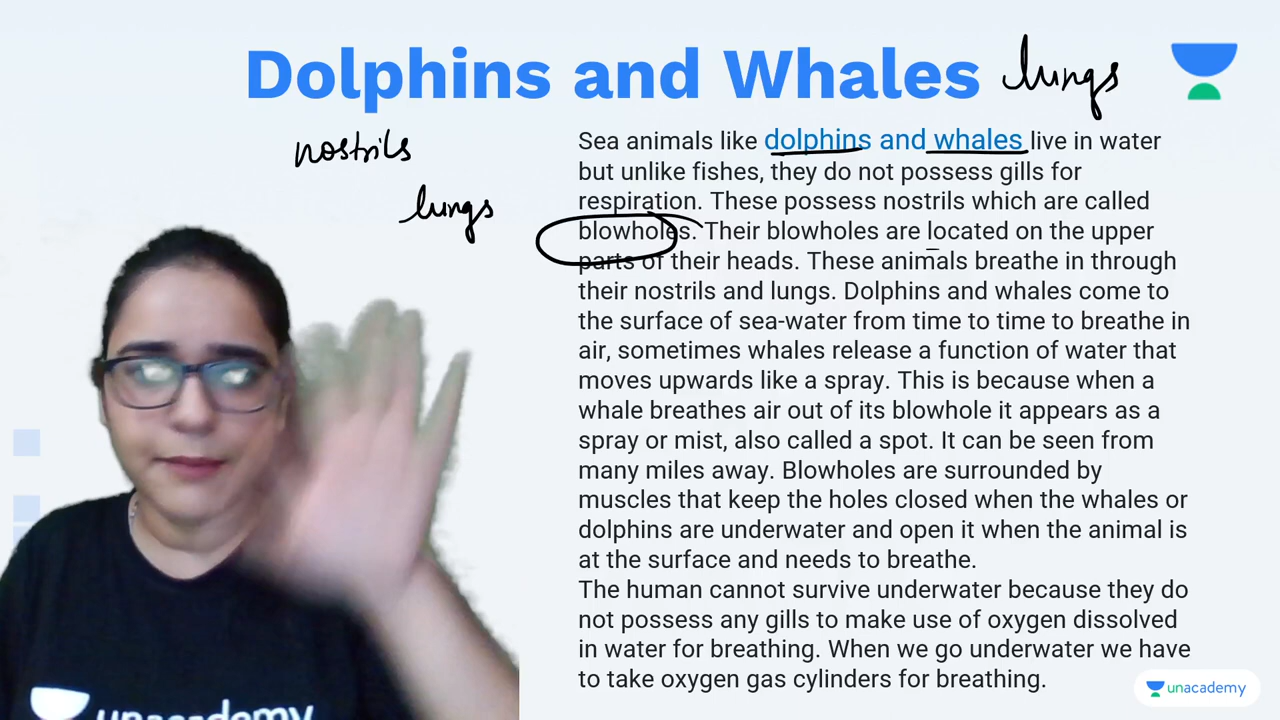 Dolphins and Whales lungs
nostrils
lungs
Sea animals like dolphins and whales live in water
but unlike fishes, they do not possess gills for
respiration. These possess nostrils which are called
blowholes. Their blowholes are located on the upper
parts of their heads. These animals breathe in through
their nostrils and lungs. Dolphins and whales come to
the surface of sea-water from time to time to breathe in
air, sometimes whales release a function of water that
moves upwards like a spray. This is because when a
whale breathes air out of its blowhole it appears as a
spray or mist, also called a spot. It can be seen from
many miles away. Blowholes are surrounded by
muscles that keep the holes closed when the whales or
dolphins are underwater and open it when the animal is
at the surface and needs to breathe.
The human cannot survive underwater because they do
not possess any gills to make use of oxygen dissolved
in water for breathing. When we go underwater we have
to take oxygen gas cylinders for breathing.
unacademy
unacademy